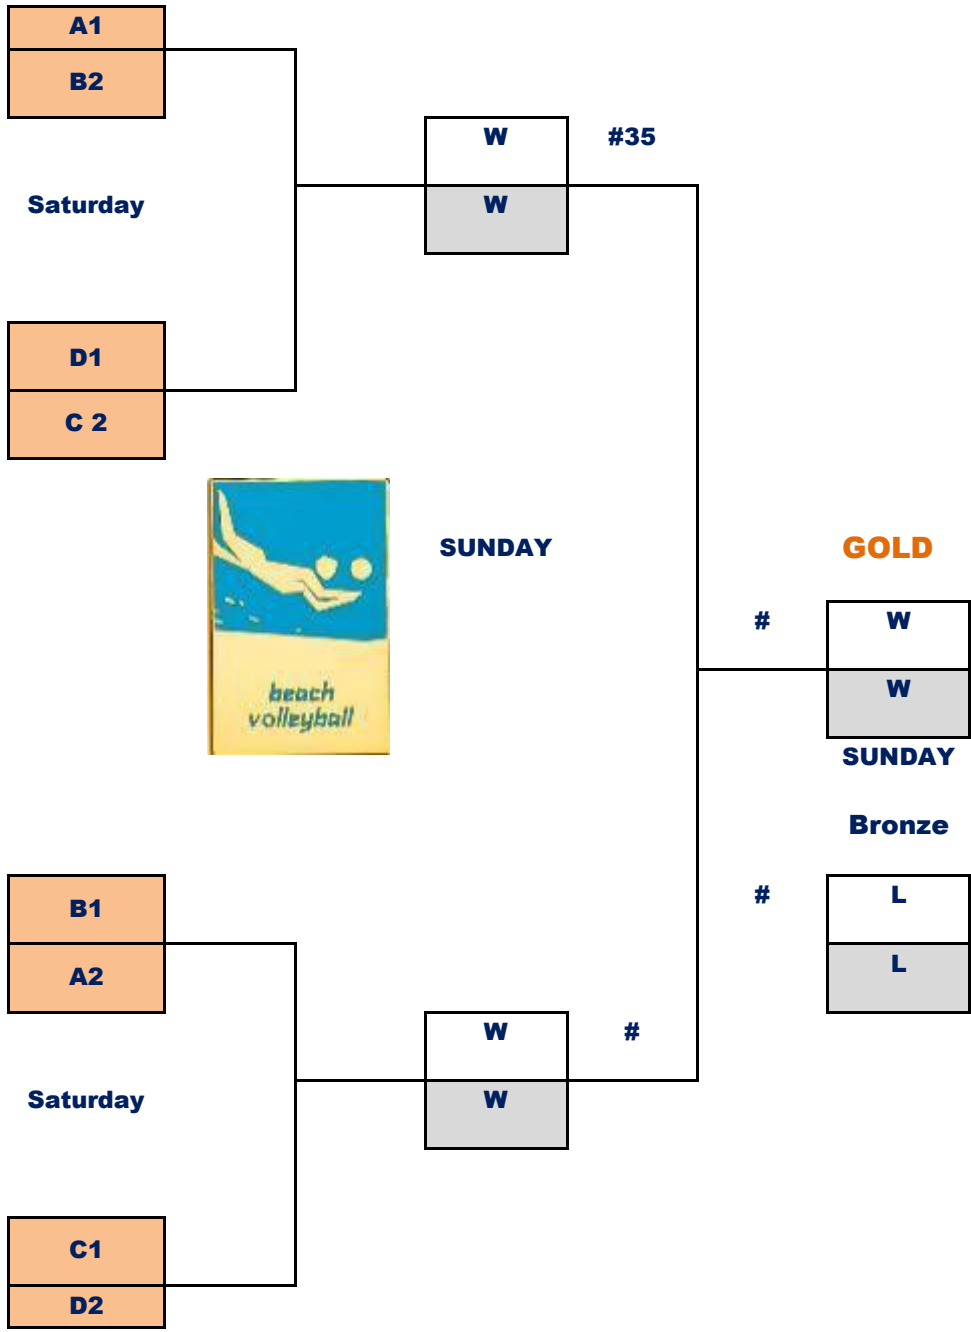 A1
B2
W
#35
Saturday
W
D1
C 2
SUNDAY
GOLD
#
W
beach
volleyball
W
SUNDAY
Bronze
B1
#
L
A2
L
W
#
Saturday
W
C1
D2